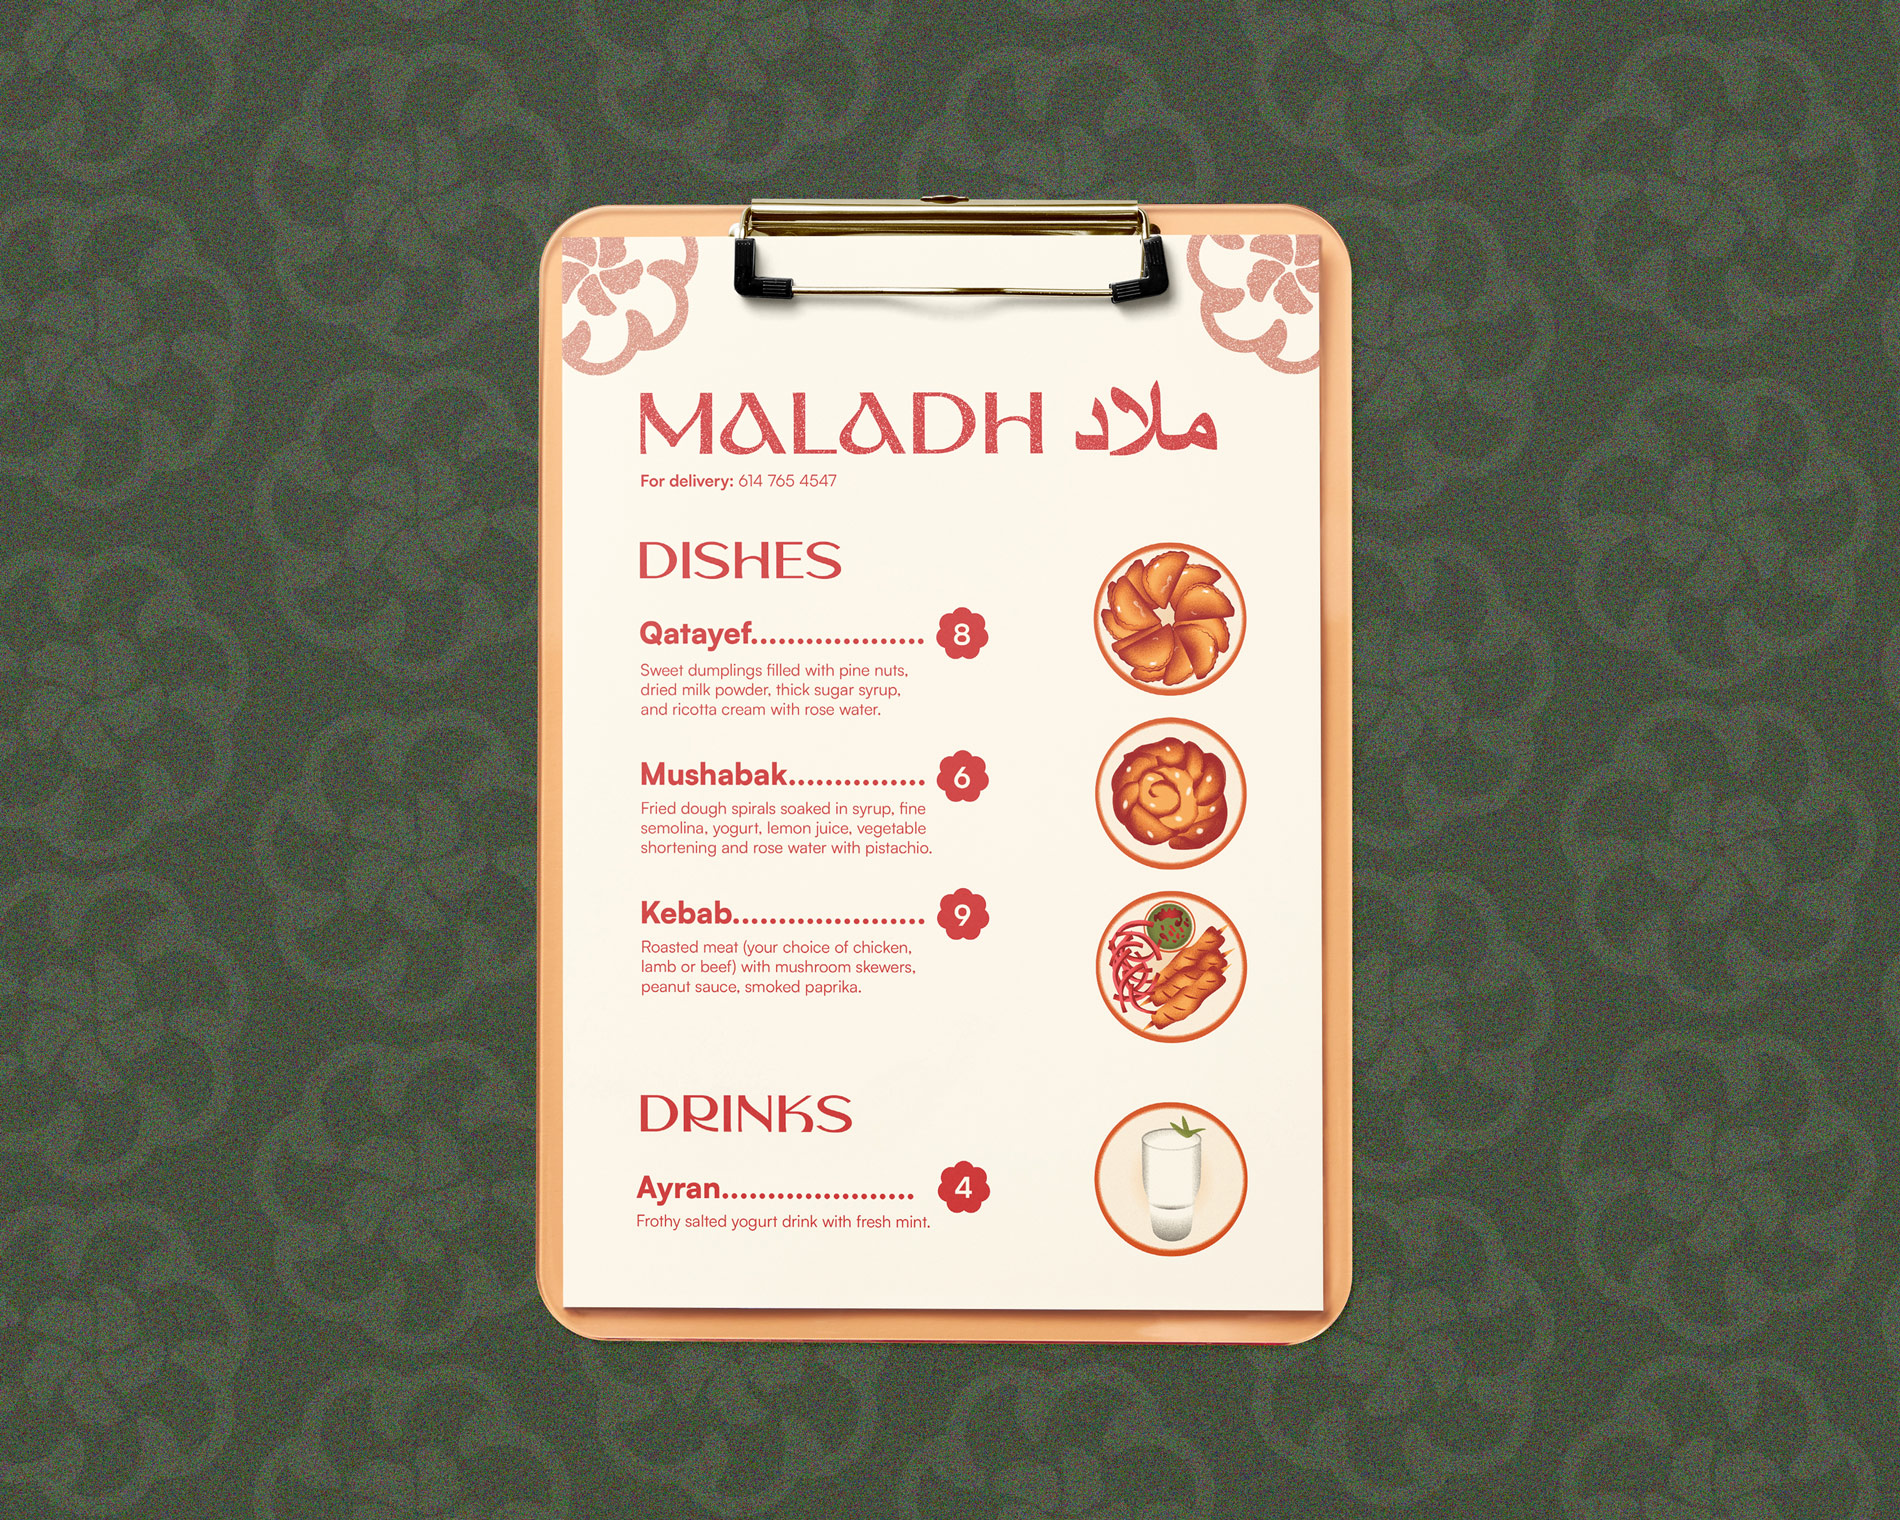 MALADH ملاد
For delivery: 614 765 4547
DISHES
Qatayef................... 8
Sweet dumplings filled with pine nuts,
dried milk powder, thick sugar syrup,
and ricotta cream with rose water.
Mushabak............... 6
Fried dough spirals soaked in syrup, fine
semolina, yogurt, lemon juice, vegetable
shortening and rose water with pistachio.
Kebab..................... 9
Roasted meat (your choice of chicken,
lamb or beef) with mushroom skewers,
peanut sauce, smoked paprika.
DRINKS
Ayran..................... 4
Frothy salted yogurt drink with fresh mint.